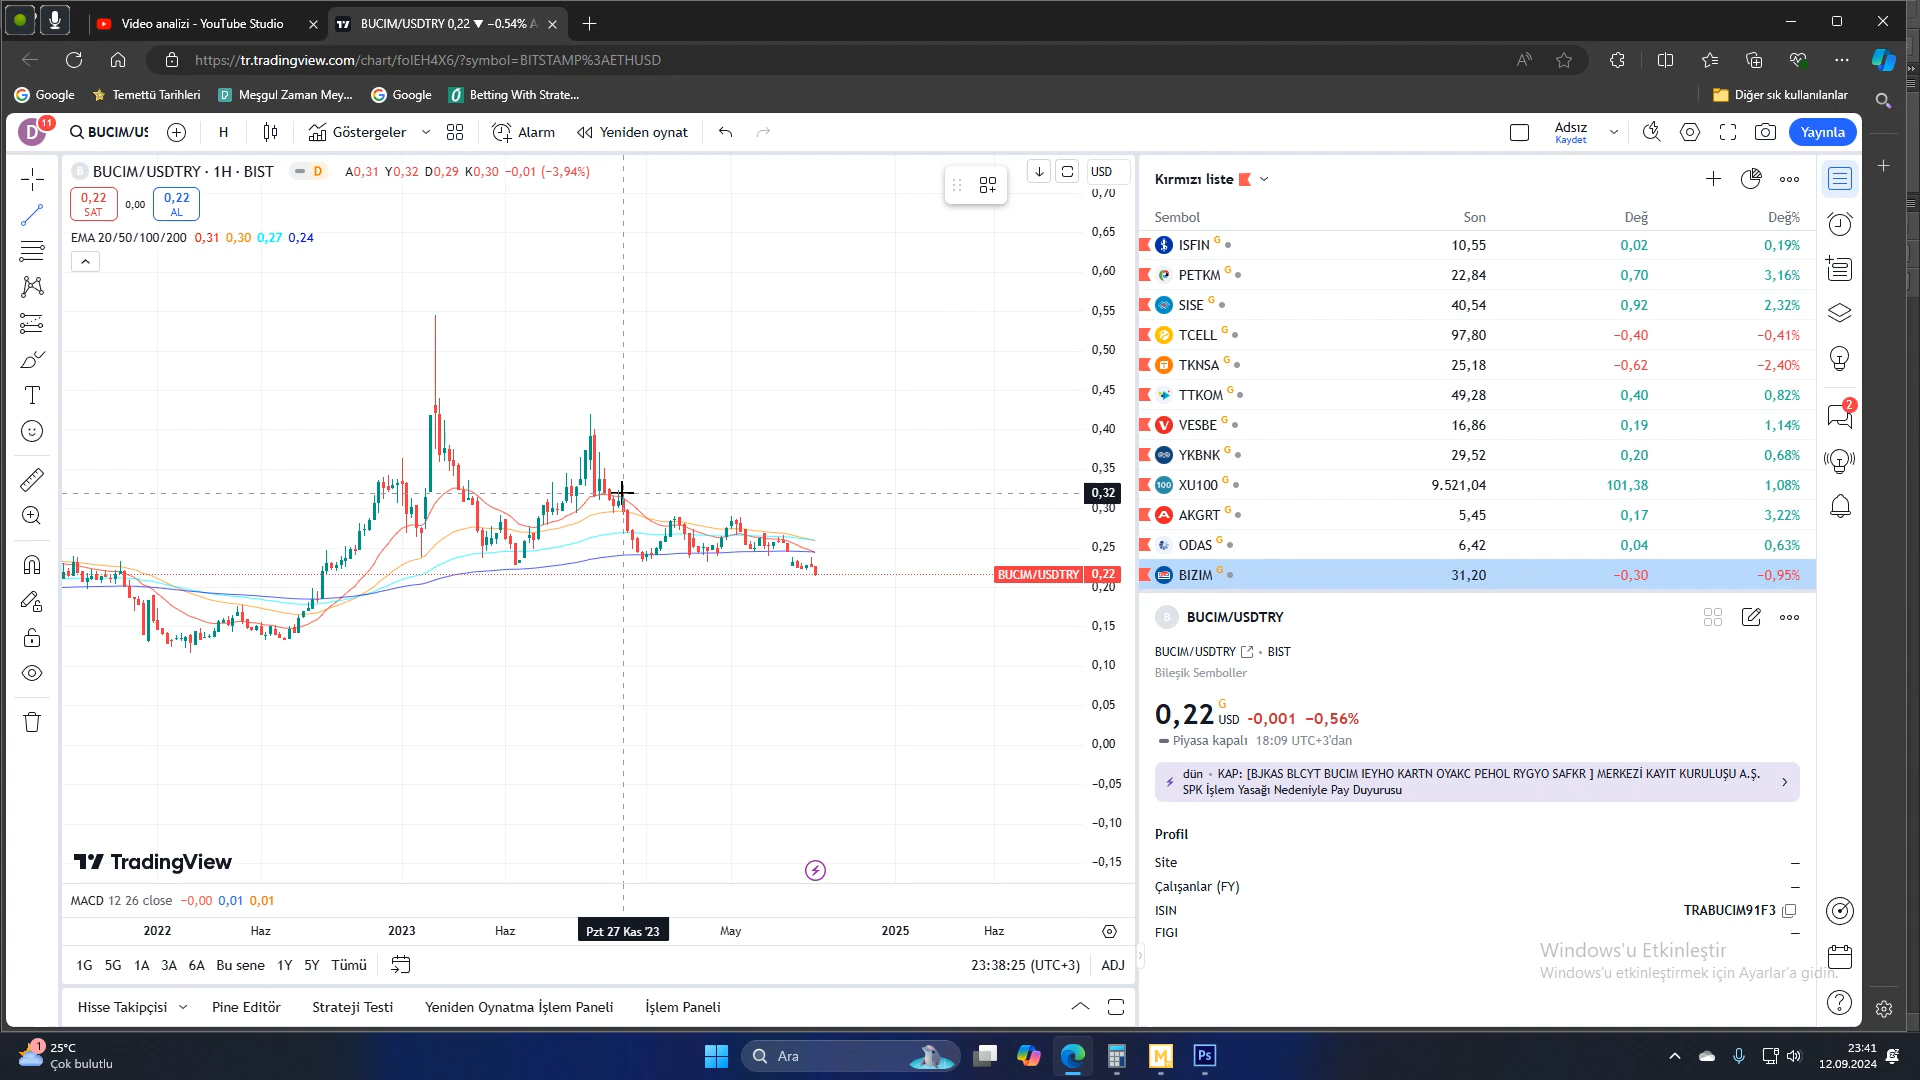 Video analizi - YouTube Studio
BUCIM/USDTRY 0,22 ▼ −0.54% A
https://tr.tradingview.com/chart/foIEH4X6/?symbol=BITSTAMP%3AETHUSD
Google
Temettü Tarihleri
Meşgul Zaman Mey...
Google
Betting With Strate...
Diğer sık kullanılanlar
D
11
BUCIM/US
H
Göstergeler
Alarm
Yeniden oynat
Adsız
Kaydet
Yayınla
BUCIM/USDTRY · 1H · BIST
D
A0,31 Y0,32 D0,29 K0,30 −0,01 (−3,94%)
USD
0,22
SAT
0,00
0,22
AL
EMA 20/50/100/200 0,31 0,30 0,27 0,24
0,70
0,65
0,60
0,55
0,50
0,45
0,40
0,35
0,32
0,30
0,25
BUCIM/USDTRY 0,22
0,20
0,15
0,10
0,05
0,00
−0,05
−0,10
−0,15
TradingView
MACD 12 26 close −0,00 0,01 0,01
2022
Haz
2023
Haz
Pzt 27 Kas '23
May
2025
Haz
1G 5G 1A 3A 6A Bu sene 1Y 5Y Tümü
23:38:25 (UTC+3)
ADJ
Hisse Takipçisi
Pine Editör
Strateji Testi
Yeniden Oynatma İşlem Paneli
İşlem Paneli
Kırmızı liste
Sembol Son Değ Değ%
ISFIN G 10,55 0,02 0,19%
PETKM G 22,84 0,70 3,16%
SISE G 40,54 0,92 2,32%
TCELL G 97,80 −0,40 −0,41%
TKNSA G 25,18 −0,62 −2,40%
TTKOM G 49,28 0,40 0,82%
VESBE G 16,86 0,19 1,14%
YKBNK G 29,52 0,20 0,68%
100 XU100 G 9.521,04 101,38 1,08%
AKGRT G 5,45 0,17 3,22%
ODAS G 6,42 0,04 0,63%
BIZIM G 31,20 −0,30 −0,95%
2
B BUCIM/USDTRY
BUCIM/USDTRY • BIST
Bileşik Semboller
0,22 G USD -0,001 −0,56%
Piyasa kapalı 18:09 UTC+3'dan
dün • KAP: [BJKAS BLCYT BUCIM IEYHO KARTN OYAKC PEHOL RYGYO SAFKR ] MERKEZİ KAYIT KURULUŞU A.Ş.
SPK İşlem Yasağı Nedeniyle Pay Duyurusu
Profil
Site –
Çalışanlar (FY) –
ISIN TRABUCIM91F3
FIGI –
Windows'u Etkinleştir
Windows'u etkinleştirmek için Ayarlar'a gidin.
1
25°C
Çok bulutlu
Ara
M
Ps
23:41
12.09.2024